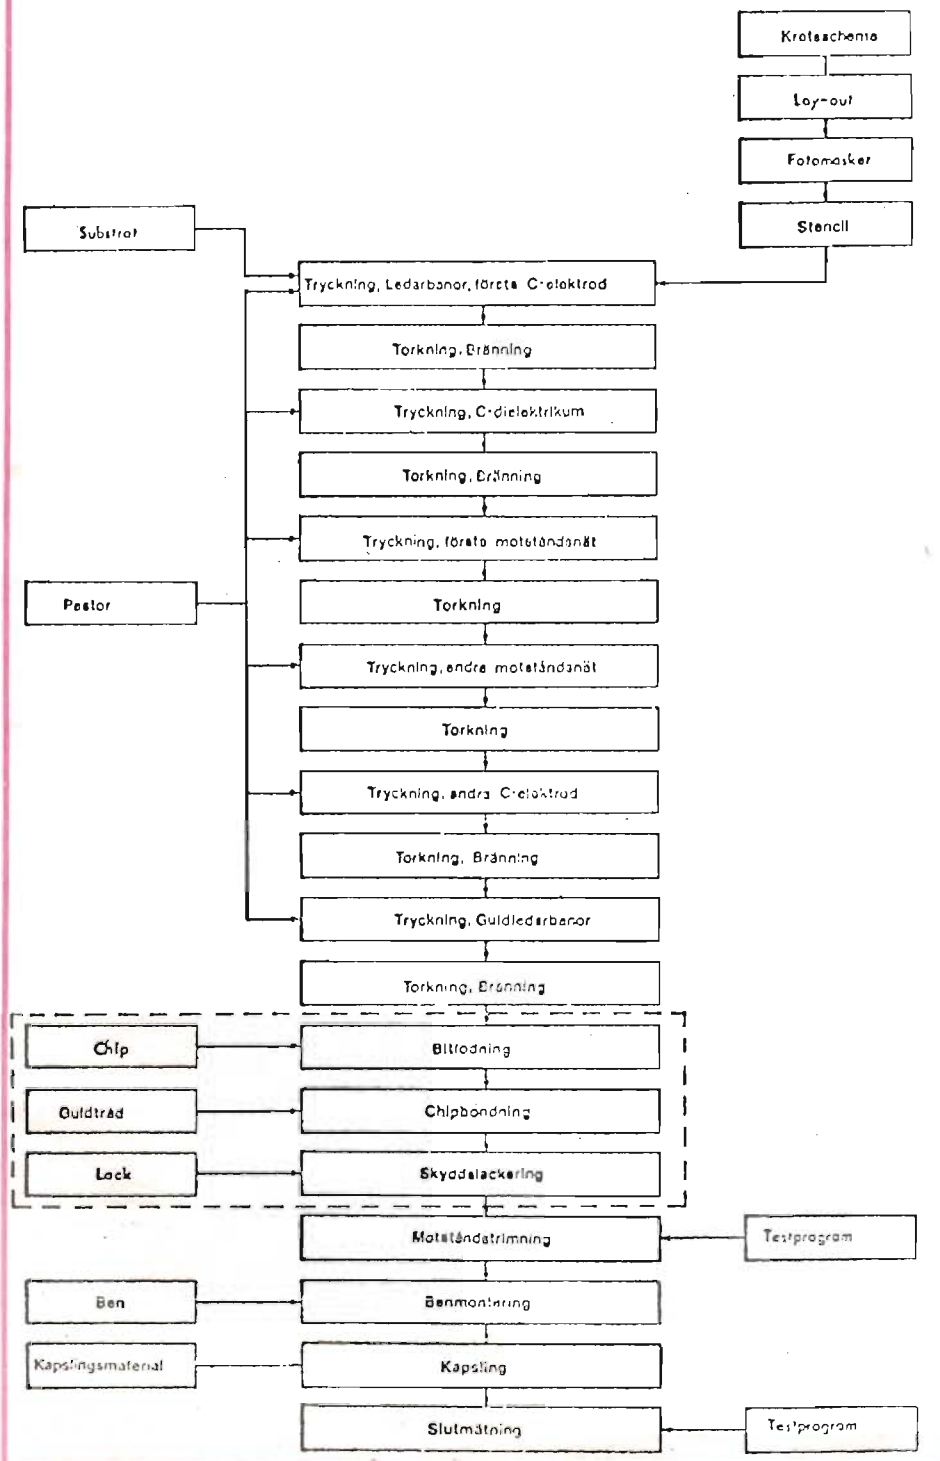 Kretsschema
Lay-out
Fotomasker
Stencil
Substrat
Tryckning, Ledarbanor, första C-elektrod
Torkning, Bränning
Tryckning, C-dielektrikum
Torkning, Bränning
Tryckning, första motståndsnät
Pastor
Torkning
Tryckning, andra motståndsnät
Torkning
Tryckning, andra C-elektrod
Torkning, Bränning
Tryckning, Guldledarbanor
Torkning, Bränning
Chip
Bitlödning
Guldtråd
Chipbondning
Lack
Skyddslackering
Motståndstrimning
Testprogram
Ben
Benmontering
Kapslingsmaterial
Kapsling
Slutmätning
Testprogram